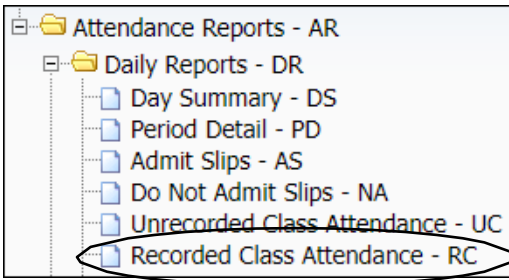 Attendance Reports - AR
Daily Reports - DR
Day Summary - DS
Period Detail - PD
Admit Slips - AS
Do Not Admit Slips - NA
Unrecorded Class Attendance - UC
Recorded Class Attendance - RC